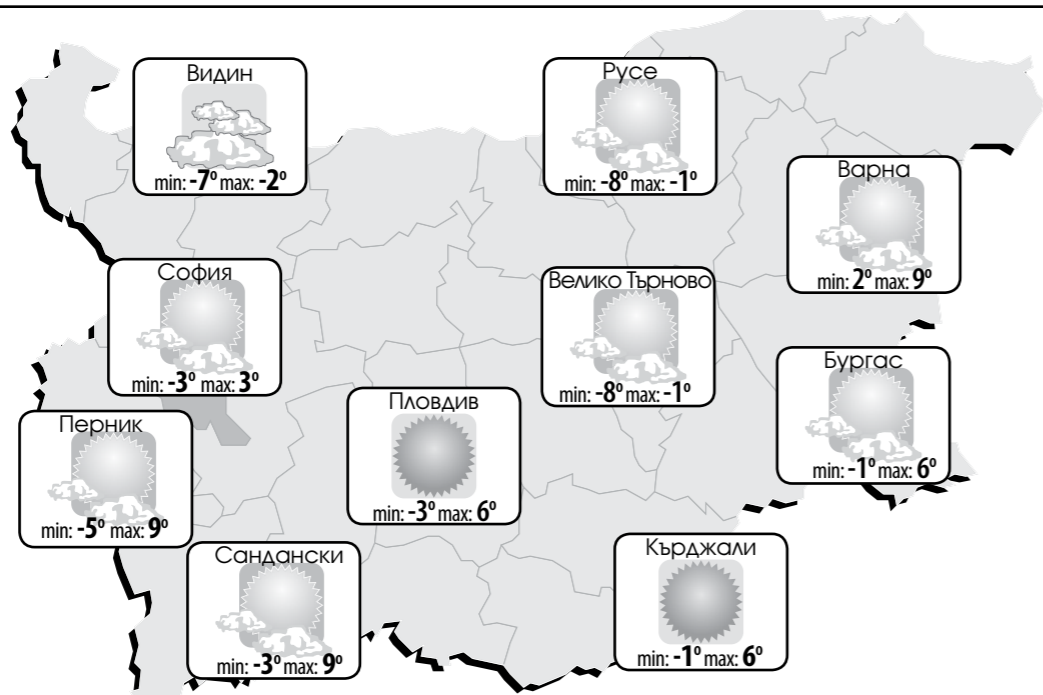 Видин
min: -7° max: -2°
Русе
min: -8° max: -1°
Варна
min: 2° max: 9°
София
min: -3° max: 3°
Велико Търново
min: -8° max: -1°
Бургас
min: -1° max: 6°
Пловдив
min: -3° max: 6°
Перник
min: -5° max: 9°
Сандански
min: -3° max: 9°
Кърджали
min: -1° max: 6°